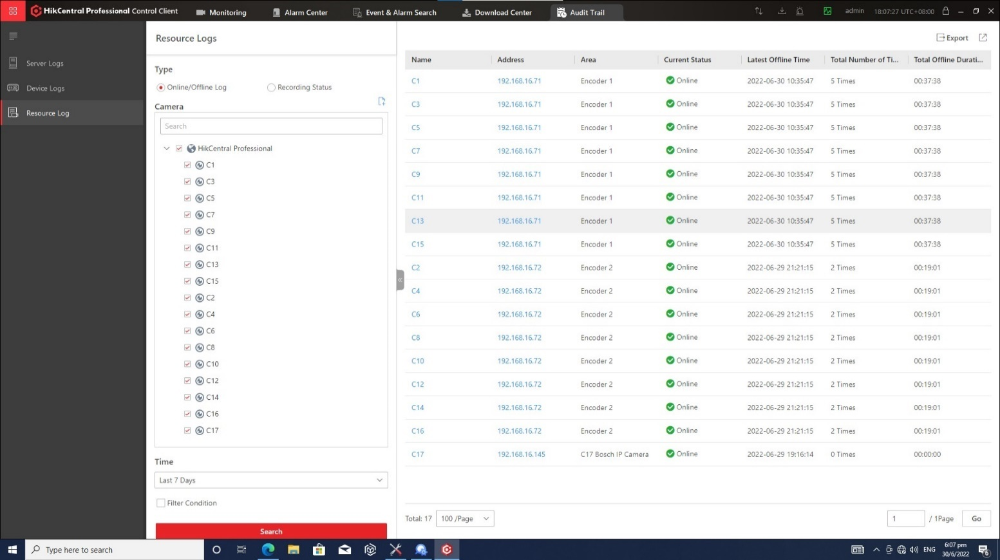 HikCentral Professional Control Client
Monitoring
Alarm Center
Event & Alarm Search
Download Center
Audit Trail
admin
18:07:27 UTC+08:00
Server Logs
Device Logs
Resource Log
Resource Logs
Type
Online/Offline Log
Recording Status
Camera
Search
HikCentral Professional
C1
C3
C5
C7
C9
C11
C13
C15
C2
C4
C6
C8
C10
C12
C14
C16
C17
Time
Last 7 Days
Filter Condition
Search
Export
Name Address Area Current Status Latest Offline Time Total Number of Ti... Total Offline Durati...
C1 192.168.16.71 Encoder 1 Online 2022-06-30 10:35:47 5 Times 00:37:38
C3 192.168.16.71 Encoder 1 Online 2022-06-30 10:35:47 5 Times 00:37:38
C5 192.168.16.71 Encoder 1 Online 2022-06-30 10:35:47 5 Times 00:37:38
C7 192.168.16.71 Encoder 1 Online 2022-06-30 10:35:47 5 Times 00:37:38
C9 192.168.16.71 Encoder 1 Online 2022-06-30 10:35:47 5 Times 00:37:38
C11 192.168.16.71 Encoder 1 Online 2022-06-30 10:35:47 5 Times 00:37:38
C13 192.168.16.71 Encoder 1 Online 2022-06-30 10:35:47 5 Times 00:37:38
C15 192.168.16.71 Encoder 1 Online 2022-06-30 10:35:47 5 Times 00:37:38
C2 192.168.16.72 Encoder 2 Online 2022-06-29 21:21:15 2 Times 00:19:01
C4 192.168.16.72 Encoder 2 Online 2022-06-29 21:21:15 2 Times 00:19:01
C6 192.168.16.72 Encoder 2 Online 2022-06-29 21:21:15 2 Times 00:19:01
C8 192.168.16.72 Encoder 2 Online 2022-06-29 21:21:15 2 Times 00:19:01
C10 192.168.16.72 Encoder 2 Online 2022-06-29 21:21:15 2 Times 00:19:01
C12 192.168.16.72 Encoder 2 Online 2022-06-29 21:21:15 2 Times 00:19:01
C14 192.168.16.72 Encoder 2 Online 2022-06-29 21:21:15 2 Times 00:19:01
C16 192.168.16.72 Encoder 2 Online 2022-06-29 21:21:15 2 Times 00:19:01
C17 192.168.16.145 C17 Bosch IP Camera Online 2022-06-29 19:16:14 0 Times 00:00:00
Total: 17 100 /Page
1 / 1Page Go
Type here to search
ENG
6:07 pm
30/6/2022
6